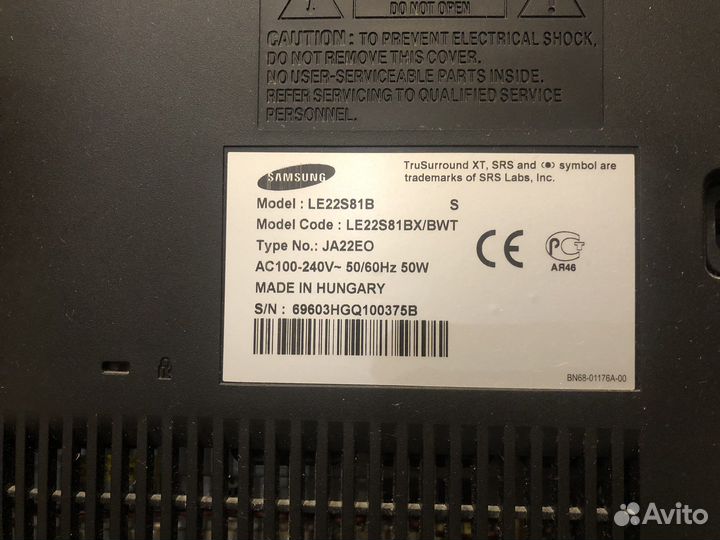 DO NOT OPEN
CAUTION: TO PREVENT ELECTRICAL SHOCK,
DO NOT REMOVE THIS COVER.
NO USER-SERVICEABLE PARTS INSIDE.
REFER SERVICING TO QUALIFIED SERVICE
PERSONNEL.
SAMSUNG
TruSurround XT, SRS and (●) symbol are
trademarks of SRS Labs, Inc.
Model : LE22S81B S
Model Code : LE22S81BX/BWT
Type No.: JA22EO
AC100-240V~ 50/60Hz 50W
MADE IN HUNGARY
S/N : 69603HGQ100375B
CE
РСТ
АЯ46
BN68-01176A-00
Avito